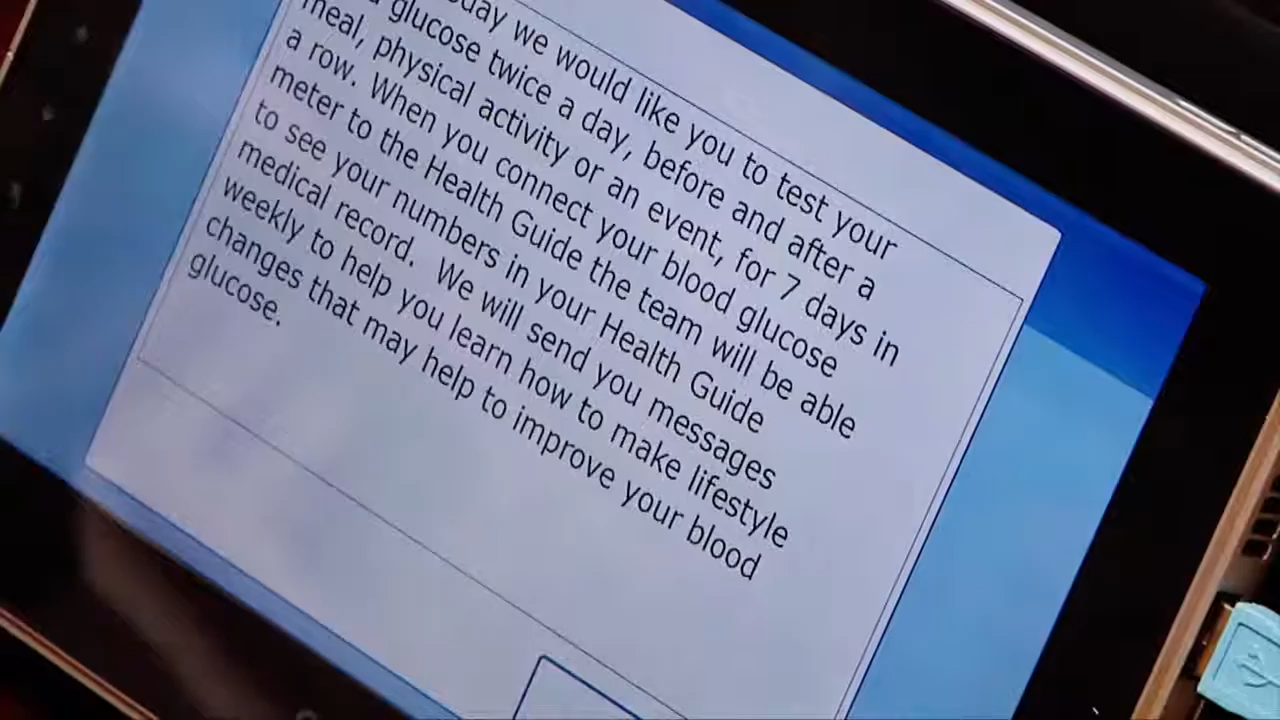 we would like you to test your
glucose twice a day, before and after a
meal, physical activity or an event, for 7 days in
a row. When you connect your blood glucose
meter to the Health Guide the team will be able
to see your numbers in your Health Guide
medical record. We will send you messages
weekly to help you learn how to make lifestyle
changes that may help to improve your blood
glucose.